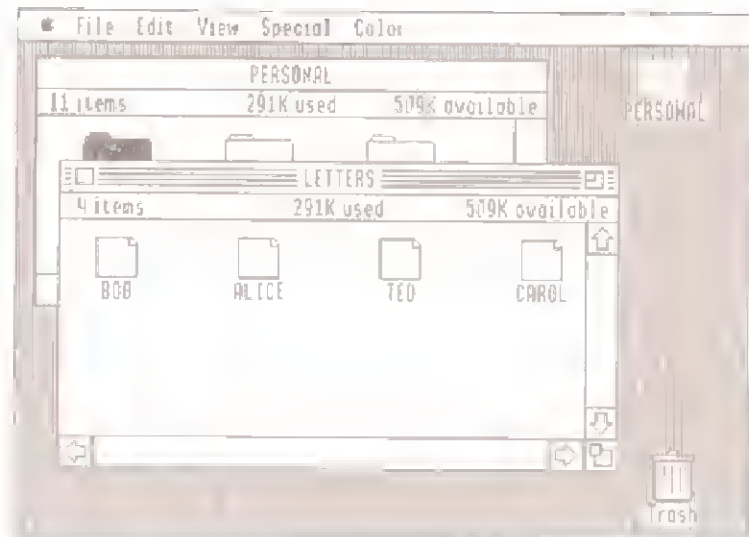 File Edit View Special Color
PERSONAL
11 items 291K used 509K available
PERSONAL
LETTERS
4 items 291K used 509K available
BOB ALICE TED CAROL
Trash